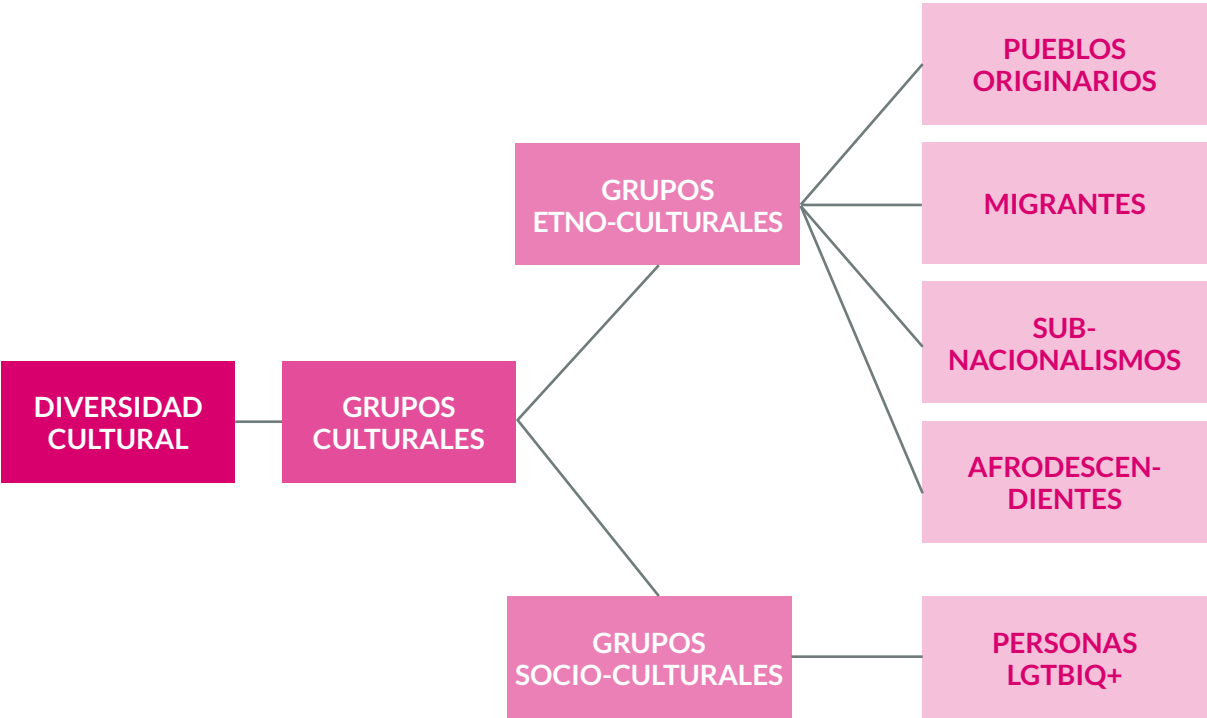 DIVERSIDAD
CULTURAL
GRUPOS
CULTURALES
GRUPOS
ETNO-CULTURALES
PUEBLOS
ORIGINARIOS
MIGRANTES
SUB-
NACIONALISMOS
AFRODESCEN-
DIENTES
GRUPOS
SOCIO-CULTURALES
PERSONAS
LGTBIQ+